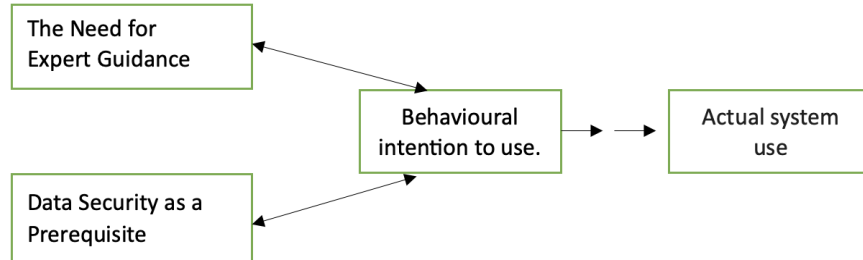 The Need for
Expert Guidance
Behavioural
intention to use.
Actual system
use
Data Security as a
Prerequisite